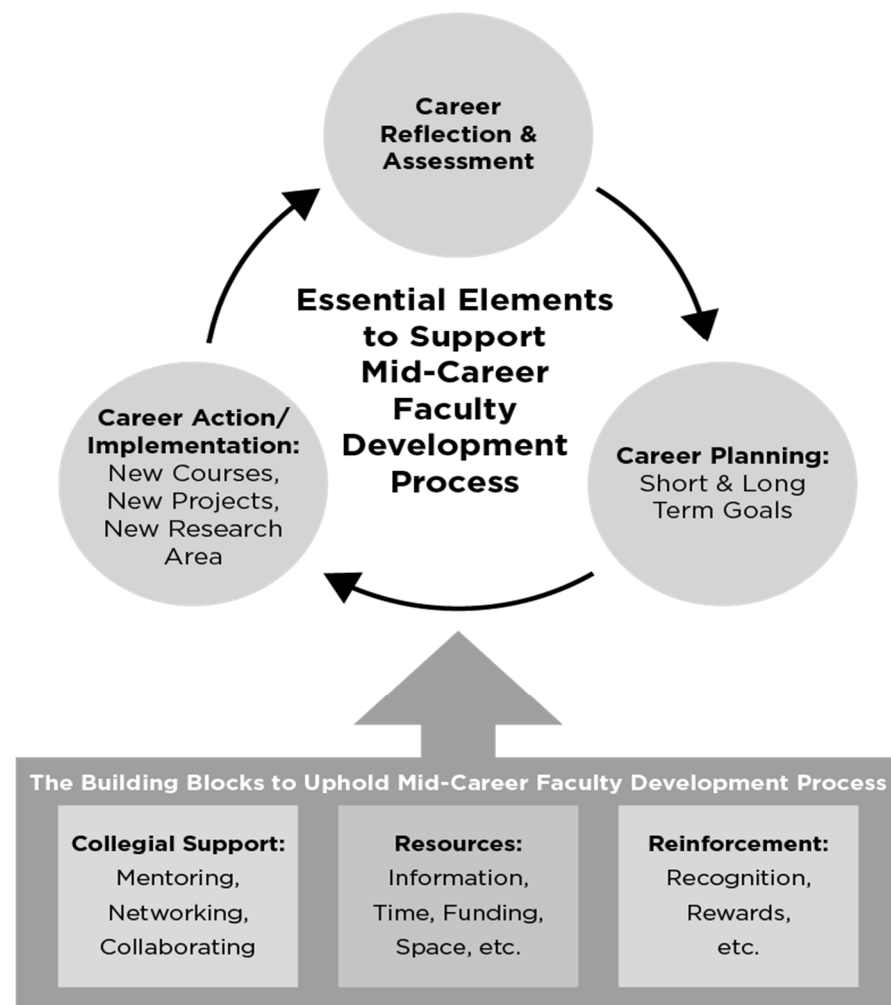 Career
Reflection &
Assessment
Essential Elements
to Support
Mid-Career
Faculty
Development
Process
Career Action/
Implementation:
New Courses,
New Projects,
New Research
Area
Career Planning:
Short & Long
Term Goals
The Building Blocks to Uphold Mid-Career Faculty Development Process
Collegial Support:
Mentoring,
Networking,
Collaborating
Resources:
Information,
Time, Funding,
Space, etc.
Reinforcement:
Recognition,
Rewards,
etc.